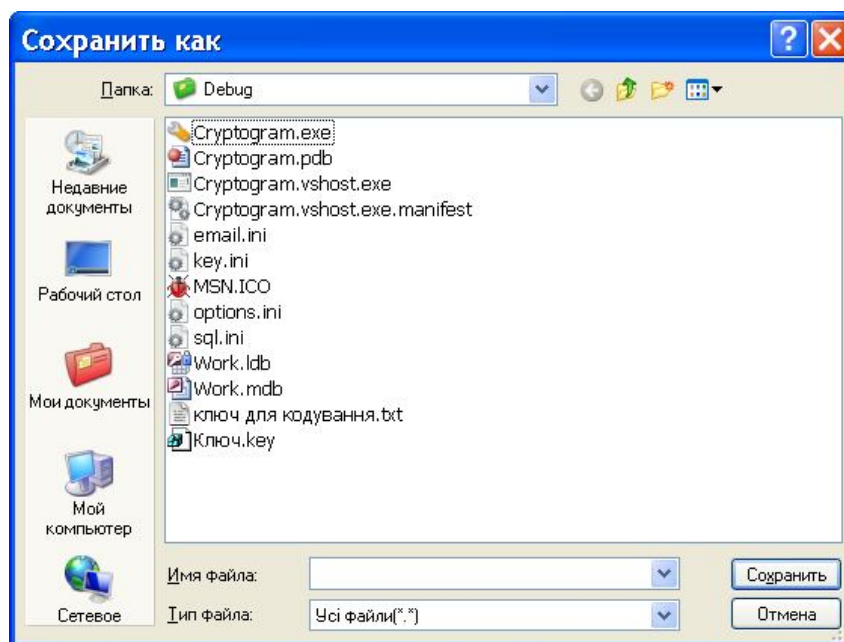 Сохранить как
Папка: Debug
Недавние
документы
Рабочий стол
Мои документы
Мой
компьютер
Сетевое
Cryptogram.exe
Cryptogram.pdb
Cryptogram.vshost.exe
Cryptogram.vshost.exe.manifest
email.ini
key.ini
MSN.ICO
options.ini
sql.ini
Work.ldb
Work.mdb
ключ для кодування.txt
Ключ.key
Имя файла:
Сохранить
Тип файла: Усі файли(*.*)
Отмена